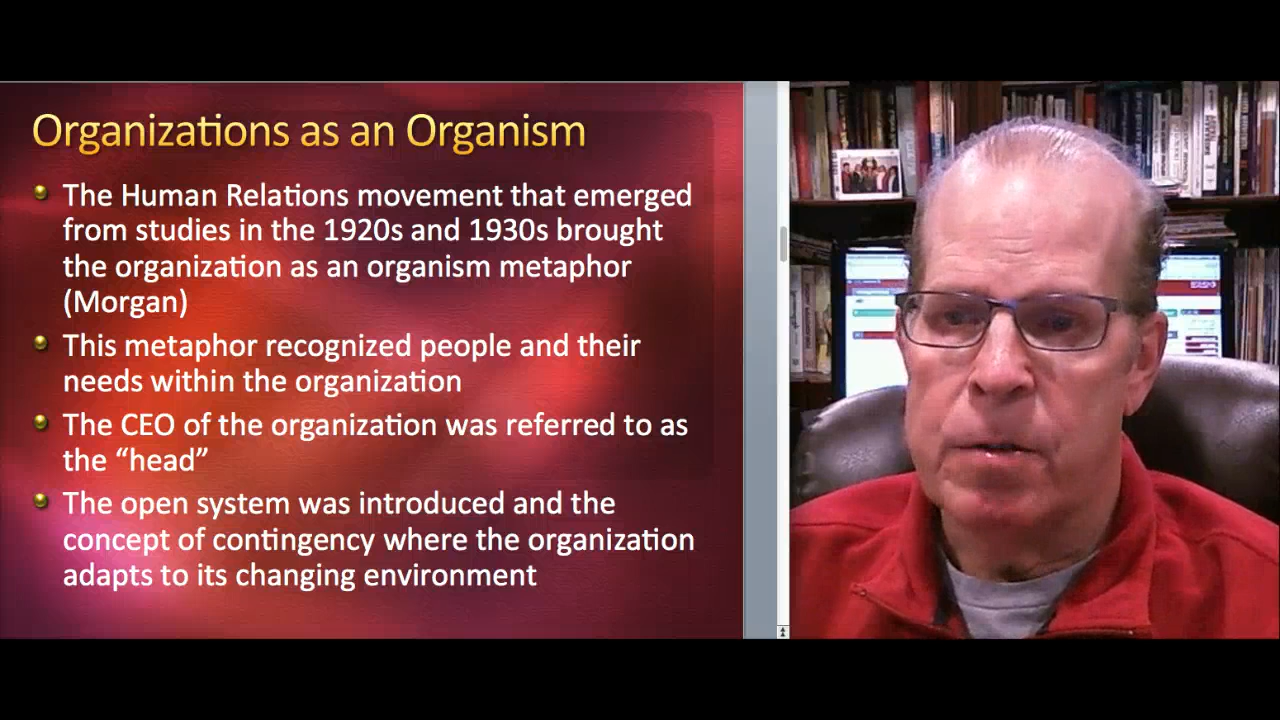 Organizations as an Organism
The Human Relations movement that emerged
from studies in the 1920s and 1930s brought
the organization as an organism metaphor
(Morgan)
This metaphor recognized people and their
needs within the organization
The CEO of the organization was referred to as
the “head”
The open system was introduced and the
concept of contingency where the organization
adapts to its changing environment